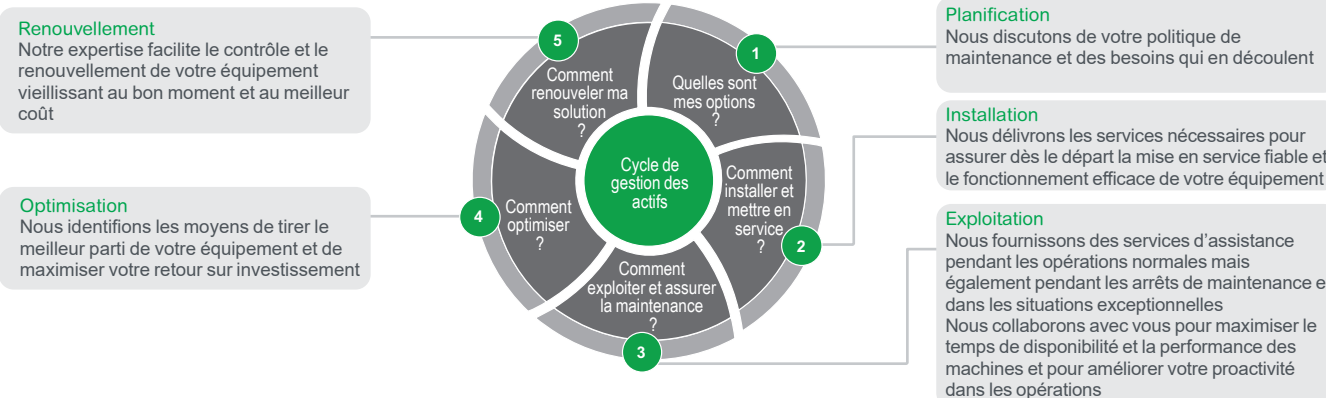 Renouvellement
Notre expertise facilite le contrôle et le
renouvellement de votre équipement
vieillissant au bon moment et au meilleur
coût
Optimisation
Nous identifions les moyens de tirer le
meilleur parti de votre équipement et de
maximiser votre retour sur investissement
5
Comment
renouveler ma
solution
?
1
Quelles sont
mes options
?
Cycle de
gestion des
actifs
4
Comment
optimiser
?
Comment
installer et
mettre en
service
?
2
Comment
exploiter et assurer
la maintenance
?
3
Planification
Nous discutons de votre politique de
maintenance et des besoins qui en découlent
Installation
Nous délivrons les services nécessaires pour
assurer dès le départ la mise en service fiable et
le fonctionnement efficace de votre équipement
Exploitation
Nous fournissons des services d’assistance
pendant les opérations normales mais
également pendant les arrêts de maintenance e
dans les situations exceptionnelles
Nous collaborons avec vous pour maximiser le
temps de disponibilité et la performance des
machines et pour améliorer votre proactivité
dans les opérations